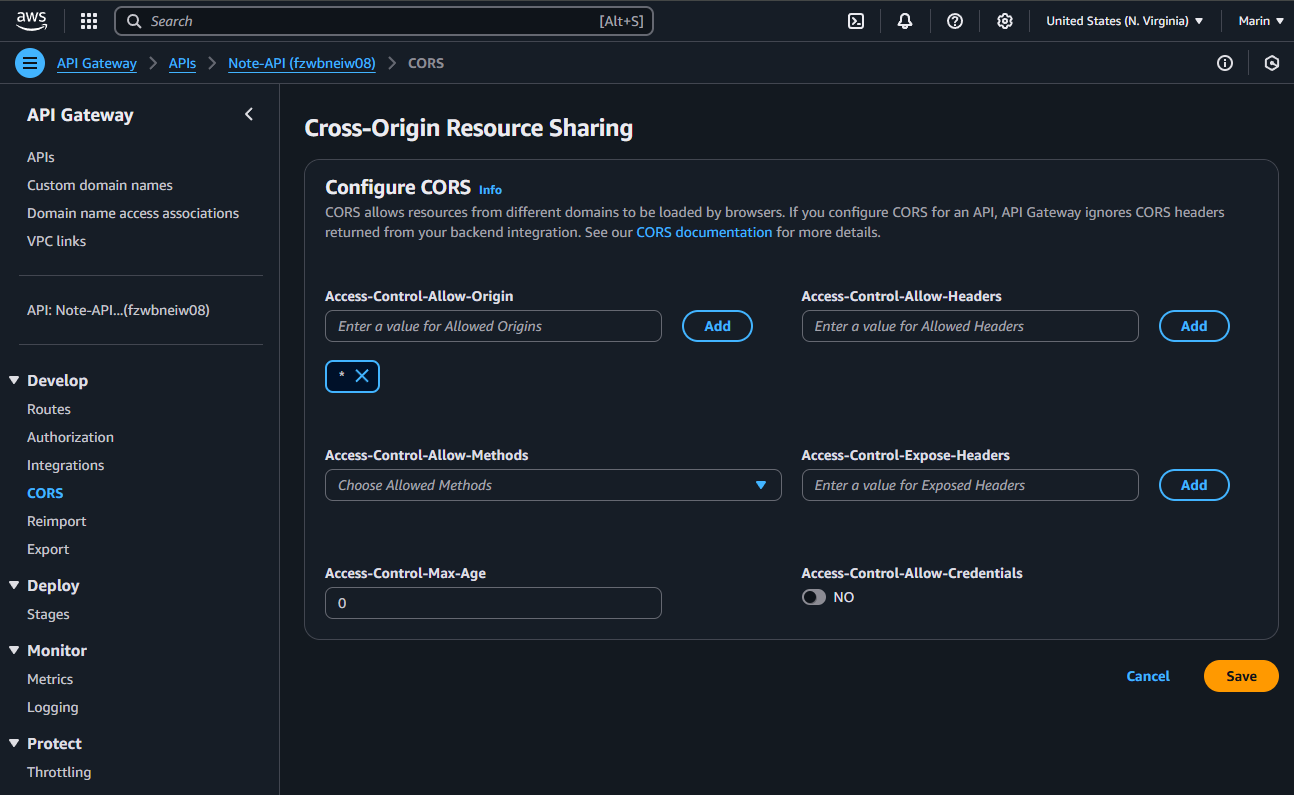 aws
Search [Alt+S]
United States (N. Virginia)
Marin
API Gateway
APIs
Note-API (fzwbneiw08)
CORS
API Gateway
APIs
Custom domain names
Domain name access associations
VPC links
API: Note-API...(fzwbneiw08)
Develop
Routes
Authorization
Integrations
CORS
Reimport
Export
Deploy
Stages
Monitor
Metrics
Logging
Protect
Throttling
Cross-Origin Resource Sharing
Configure CORS Info
CORS allows resources from different domains to be loaded by browsers. If you configure CORS for an API, API Gateway ignores CORS headers
returned from your backend integration. See our CORS documentation for more details.
Access-Control-Allow-Origin
Enter a value for Allowed Origins
Add
*
Access-Control-Allow-Headers
Enter a value for Allowed Headers
Add
Access-Control-Allow-Methods
Choose Allowed Methods
Access-Control-Expose-Headers
Enter a value for Exposed Headers
Add
Access-Control-Max-Age
0
Access-Control-Allow-Credentials
NO
Cancel
Save